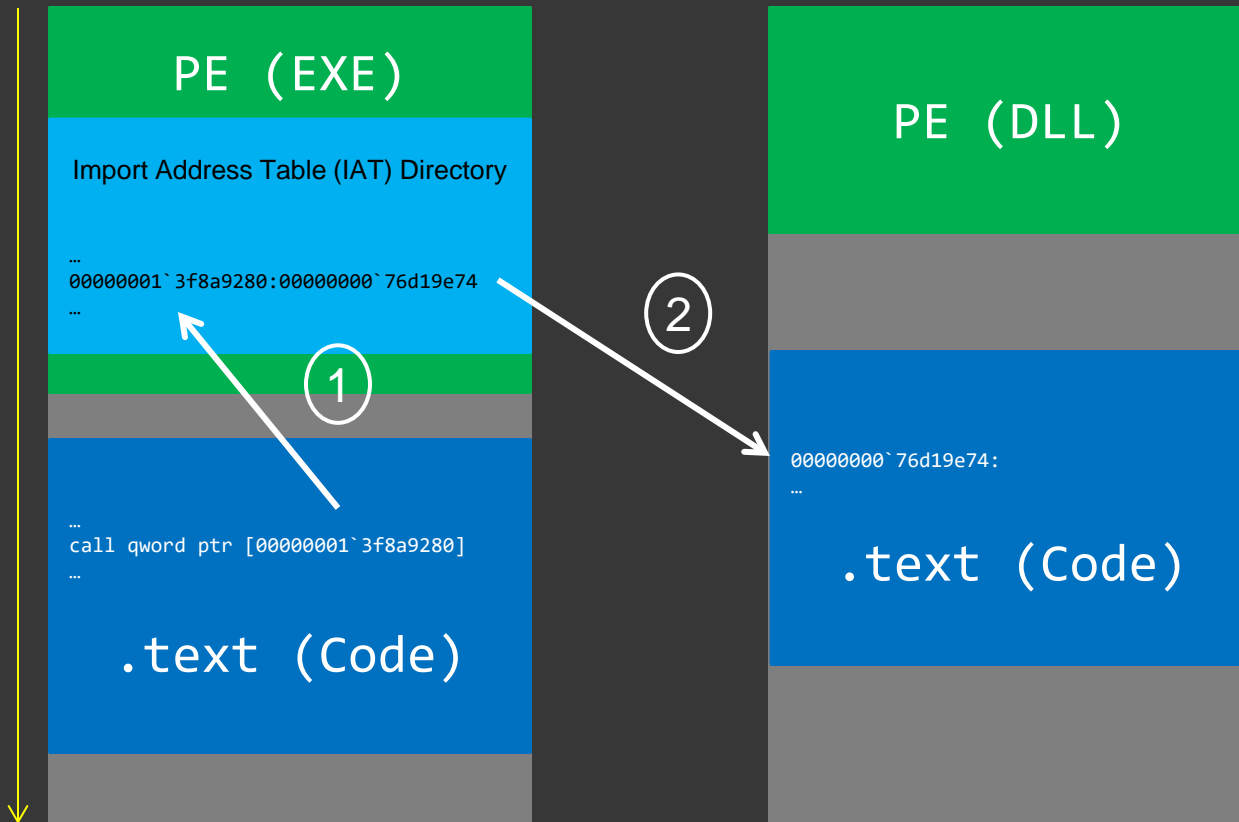 PE (EXE)
Import Address Table (IAT) Directory
…
00000001`3f8a9280:00000000`76d19e74
…
1
…
call qword ptr [00000001`3f8a9280]
…
.text (Code)
2
PE (DLL)
00000000`76d19e74:
…
.text (Code)